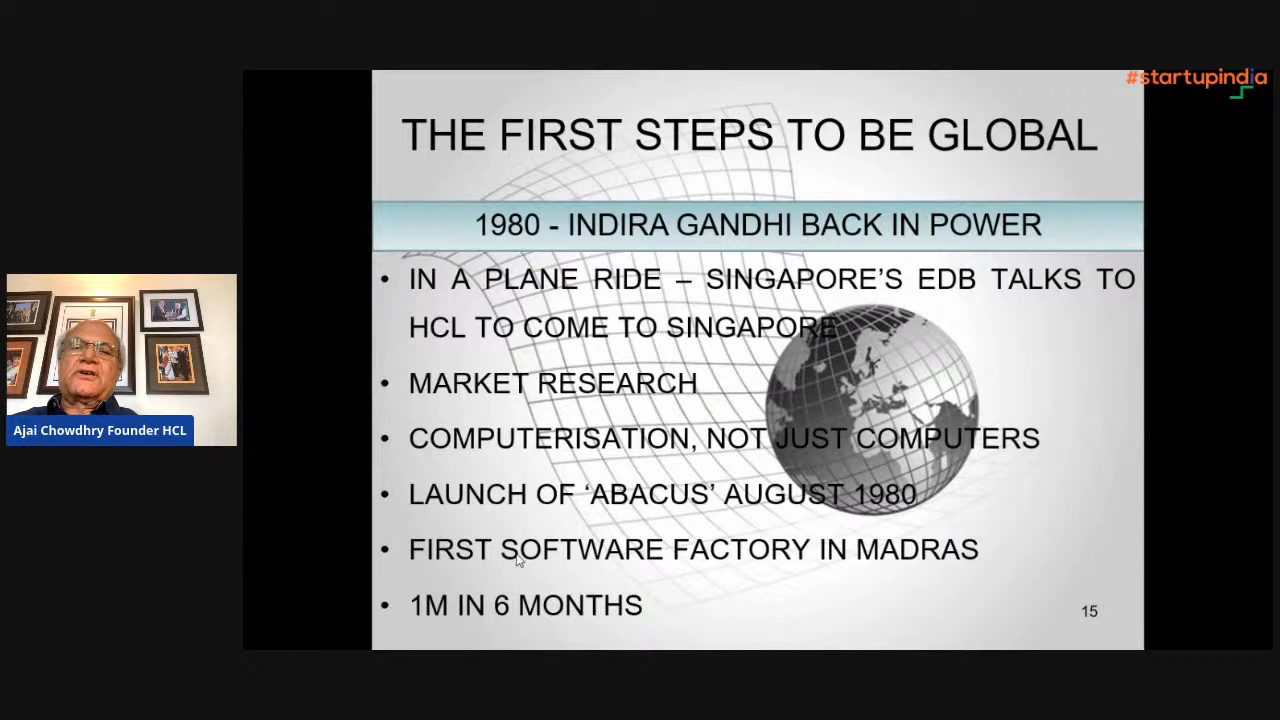 #startupindia
THE FIRST STEPS TO BE GLOBAL
1980 - INDIRA GANDHI BACK IN POWER
• IN A PLANE RIDE – SINGAPORE’S EDB TALKS TO
HCL TO COME TO SINGAPORE
• MARKET RESEARCH
• COMPUTERISATION, NOT JUST COMPUTERS
• LAUNCH OF ‘ABACUS’ AUGUST 1980
• FIRST SOFTWARE FACTORY IN MADRAS
• 1M IN 6 MONTHS
15
Ajai Chowdhry Founder HCL